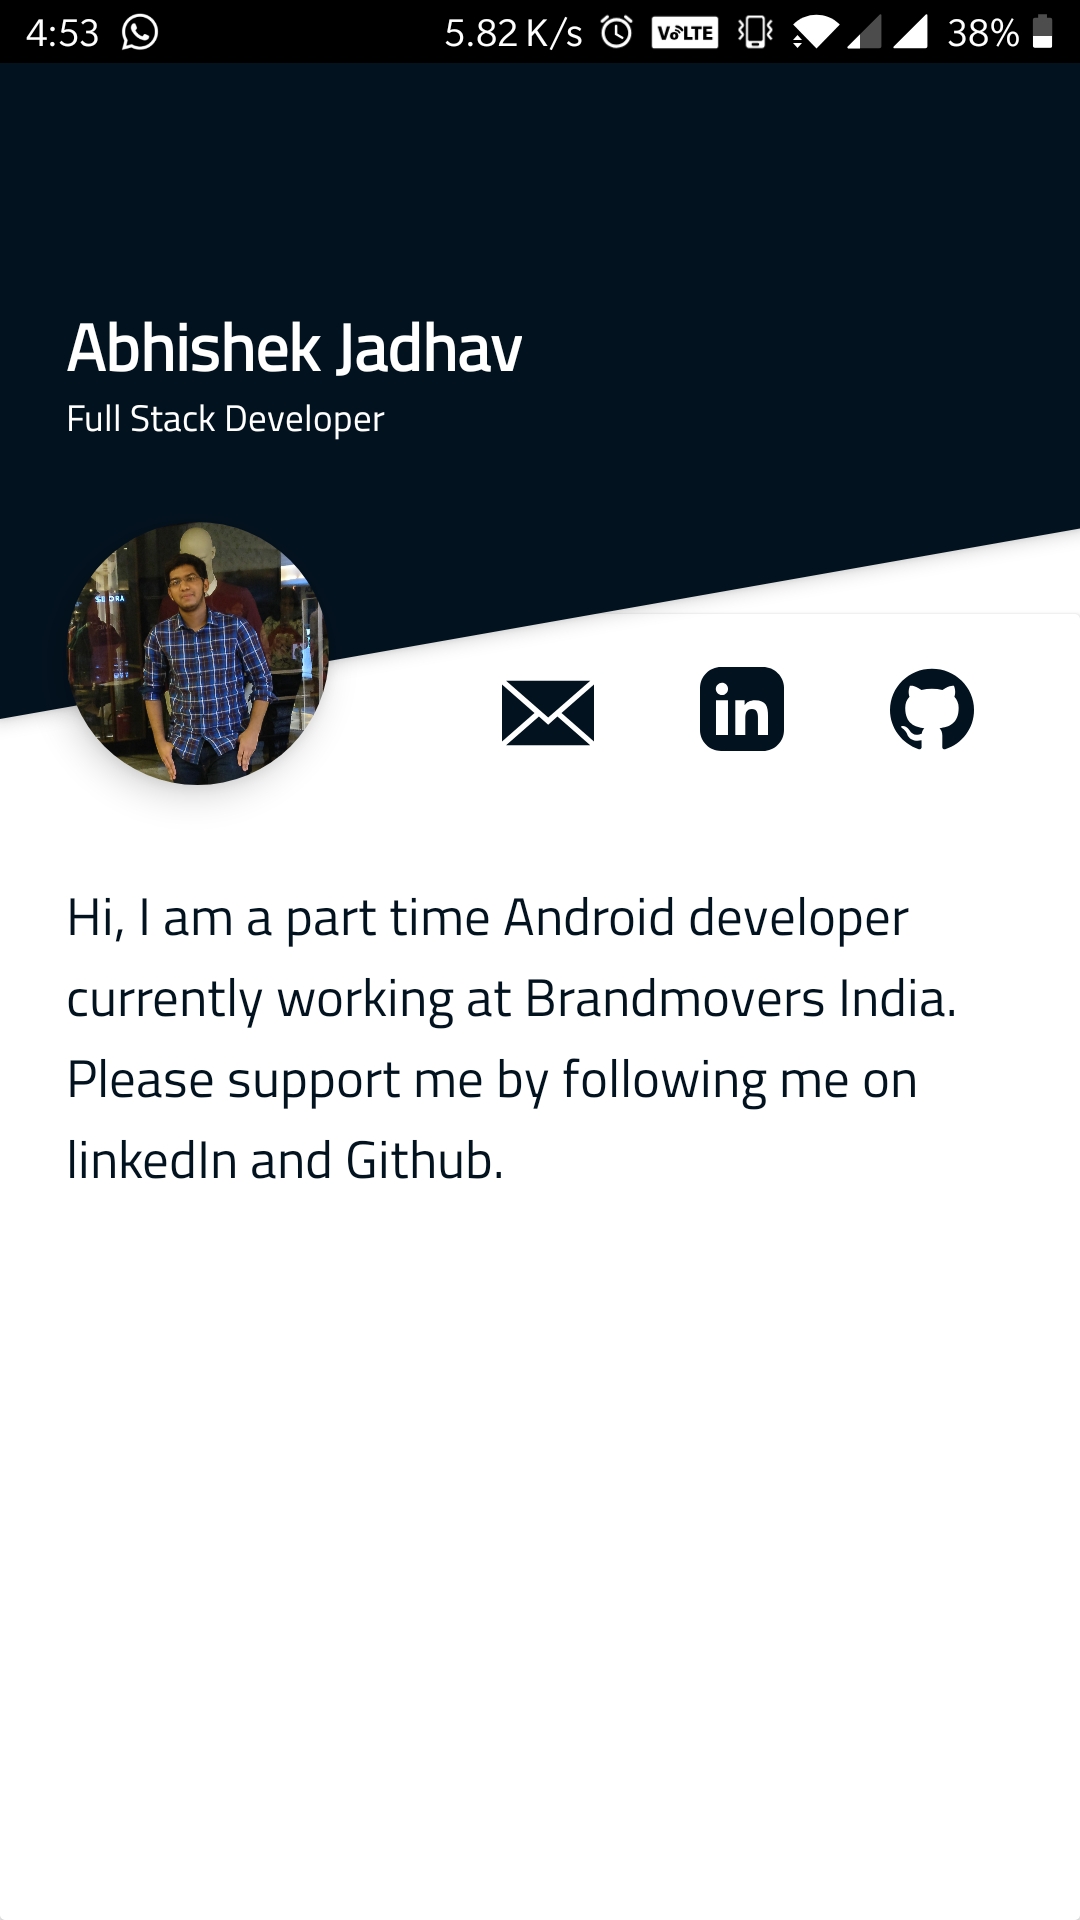 4:53 5.82 K/s VoLTE 38%
Abhishek Jadhav
Full Stack Developer
in
Hi, I am a part time Android developer
currently working at Brandmovers India.
Please support me by following me on
linkedIn and Github.